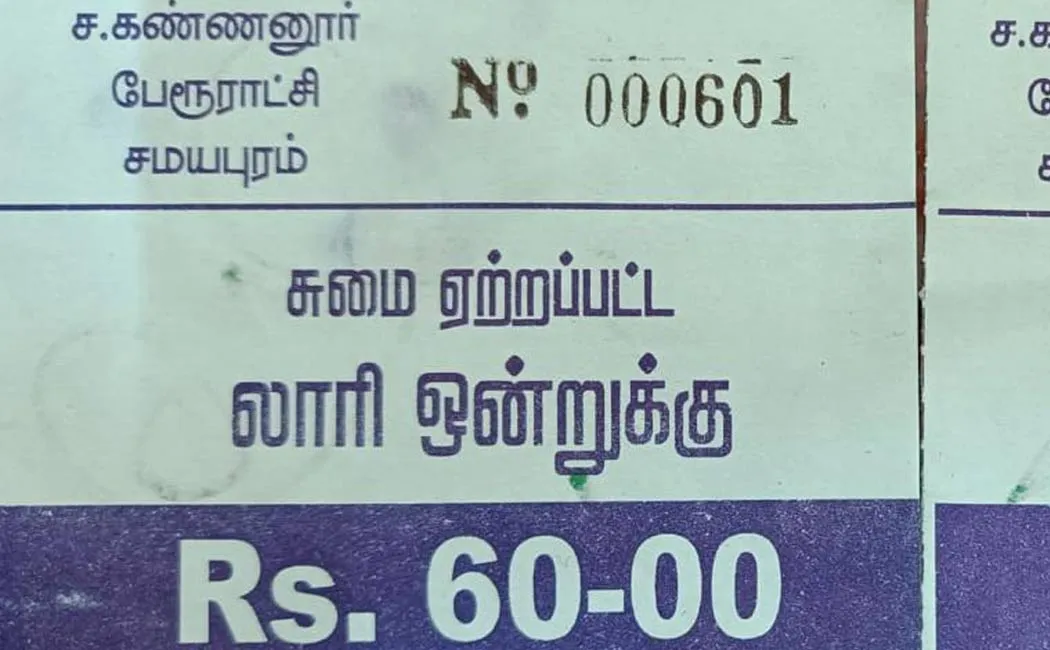 ச.கண்ணனூர்
பேரூராட்சி
சமயபுரம்
Nº 000601
சுமை ஏற்றப்பட்ட
லாரி ஒன்றுக்கு
Rs. 60-00